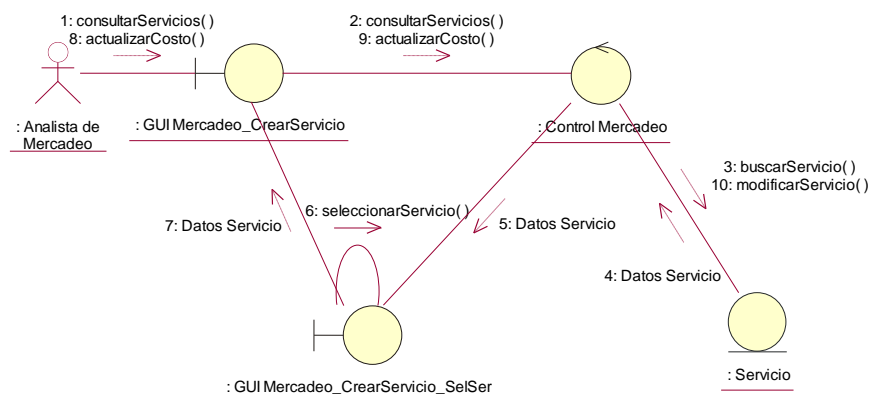 1: consultarServicios( )
8: actualizarCosto( )
2: consultarServicios( )
9: actualizarCosto( )
: Analista de
Mercadeo
: GUI Mercadeo_CrearServicio
: Control Mercadeo
3: buscarServicio( )
10: modificarServicio( )
6: seleccionarServicio( )
7: Datos Servicio
5: Datos Servicio
4: Datos Servicio
: GUI Mercadeo_CrearServicio_SelSer
: Servicio